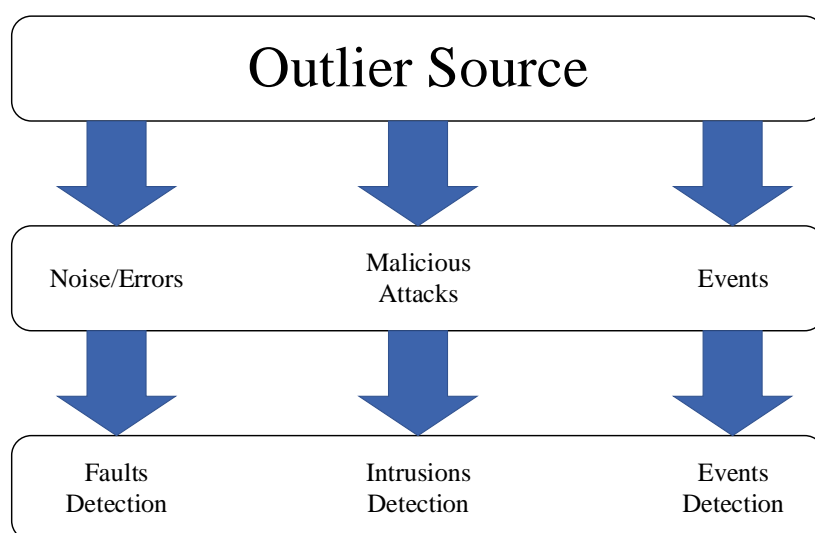 Outlier Source
Noise/Errors
Malicious
Attacks
Events
Faults
Detection
Intrusions
Detection
Events
Detection